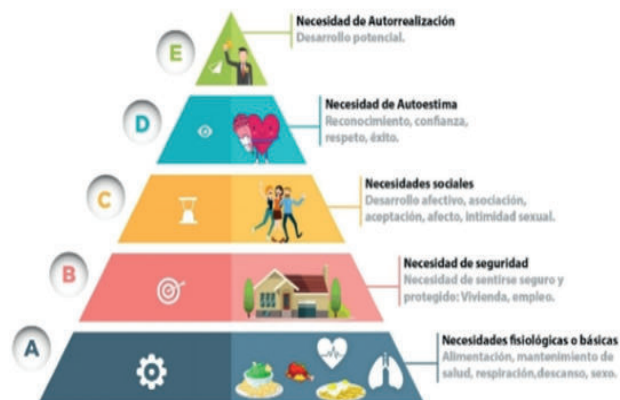 E
Necesidad de Autorrealización
Desarrollo potencial.
D
Necesidad de Autoestima
Reconocimiento, confianza,
respeto, éxito.
C
Necesidades sociales
Desarrollo afectivo, asociación,
aceptación, afecto, intimidad sexual.
B
Necesidad de seguridad
Necesidad de sentirse seguro y
protegido: Vivienda, empleo.
A
Necesidades fisiológicas o básicas
Alimentación, mantenimiento de
salud, respiración,descanso, sexo.